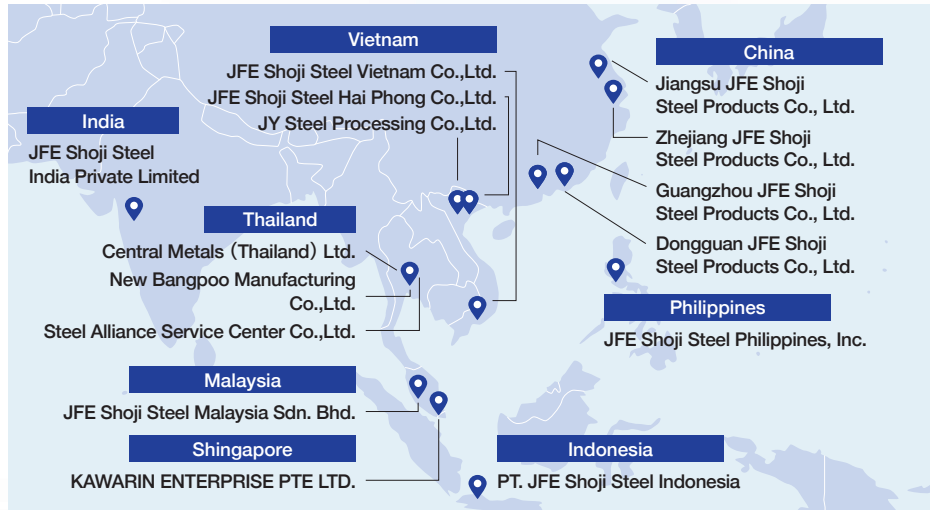 Vietnam
JFE Shoji Steel Vietnam Co.,Ltd.
JFE Shoji Steel Hai Phong Co.,Ltd.
JY Steel Processing Co.,Ltd.
China
Jiangsu JFE Shoji
Steel Products Co., Ltd.
Zhejiang JFE Shoji
Steel Products Co., Ltd.
Guangzhou JFE Shoji
Steel Products Co., Ltd.
Dongguan JFE Shoji
Steel Products Co., Ltd.
India
JFE Shoji Steel
India Private Limited
Thailand
Central Metals（Thailand）Ltd.
New Bangpoo Manufacturing
Co.,Ltd.
Steel Alliance Service Center Co.,Ltd.
Philippines
JFE Shoji Steel Philippines, Inc.
Malaysia
JFE Shoji Steel Malaysia Sdn. Bhd.
Shingapore
KAWARIN ENTERPRISE PTE LTD.
Indonesia
PT. JFE Shoji Steel Indonesia